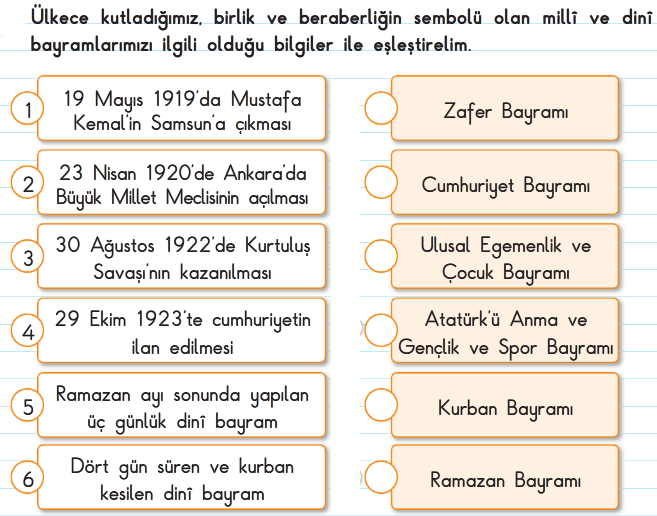 Ülkece kutladığımız, birlik ve beraberliğin sembolü olan millî ve dinî
bayramlarımızı ilgili olduğu bilgiler ile eşleştirelim.
1
19 Mayıs 1919'da Mustafa
Kemal'in Samsun'a çıkması
Zafer Bayramı
2
23 Nisan 1920'de Ankara'da
Büyük Millet Meclisinin açılması
Cumhuriyet Bayramı
3
30 Ağustos 1922'de Kurtuluş
Savaşı'nın kazanılması
Ulusal Egemenlik ve
Çocuk Bayramı
4
29 Ekim 1923'te cumhuriyetin
ilan edilmesi
Atatürk'ü Anma ve
Gençlik ve Spor Bayramı
5
Ramazan ayı sonunda yapılan
üç günlük dinî bayram
Kurban Bayramı
6
Dört gün süren ve kurban
kesilen dinî bayram
Ramazan Bayramı